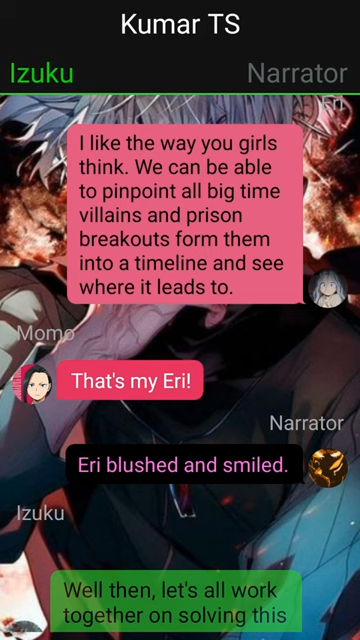 Kumar TS
Izuku
Narrator
Eri
I like the way you girls
think. We can be able
to pinpoint all big time
villains and prison
breakouts form them
into a timeline and see
where it leads to.
Momo
That's my Eri!
Narrator
Eri blushed and smiled.
Izuku
Well then, let's all work
together on solving this